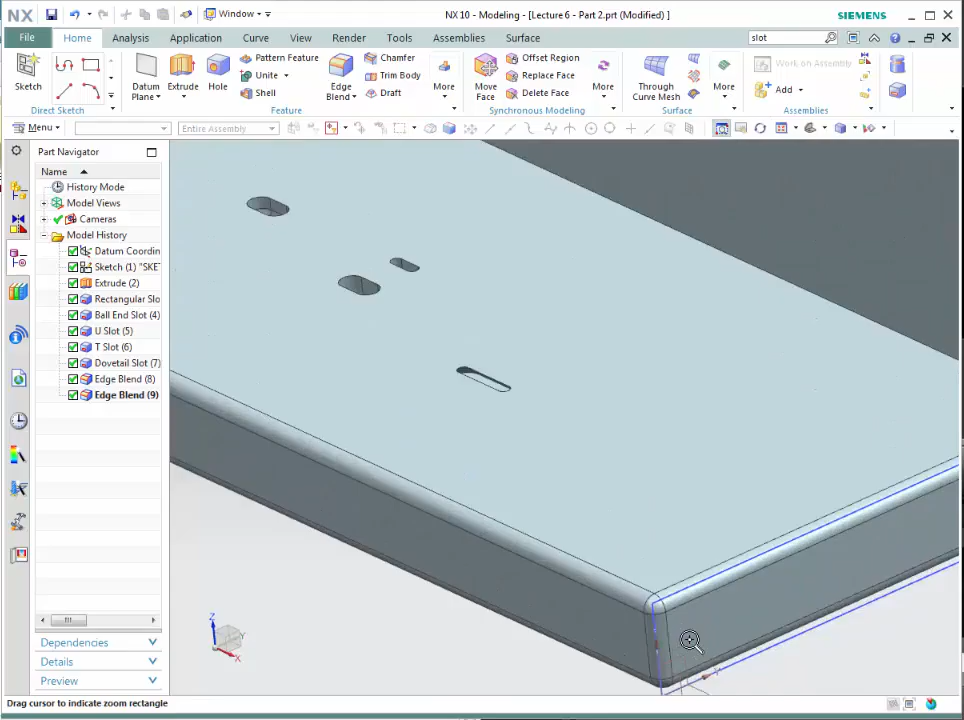 NX
Window
NX 10 - Modeling - [Lecture 6 - Part 2.prt (Modified) ]
SIEMENS
File Home Analysis Application Curve View Render Tools Assemblies Surface slot
Sketch
Direct Sketch
Datum Plane
Extrude
Hole
Pattern Feature
Unite
Shell
Edge Blend
Chamfer
Trim Body
Draft
More
Feature
Move Face
Offset Region
Replace Face
Delete Face
More
Synchronous Modeling
Through Curve Mesh
More
Surface
Work on Assembly
Add
Assemblies
Menu Entire Assembly
Part Navigator
Name
History Mode
Model Views
Cameras
Model History
Datum Coordin
Sketch (1) "SKE
Extrude (2)
Rectangular Slo
Ball End Slot (4)
U Slot (5)
T Slot (6)
Dovetail Slot (7)
Edge Blend (8)
Edge Blend (9)
Dependencies
Details
Preview
Z
Y
X
Y
Drag cursor to indicate zoom rectangle